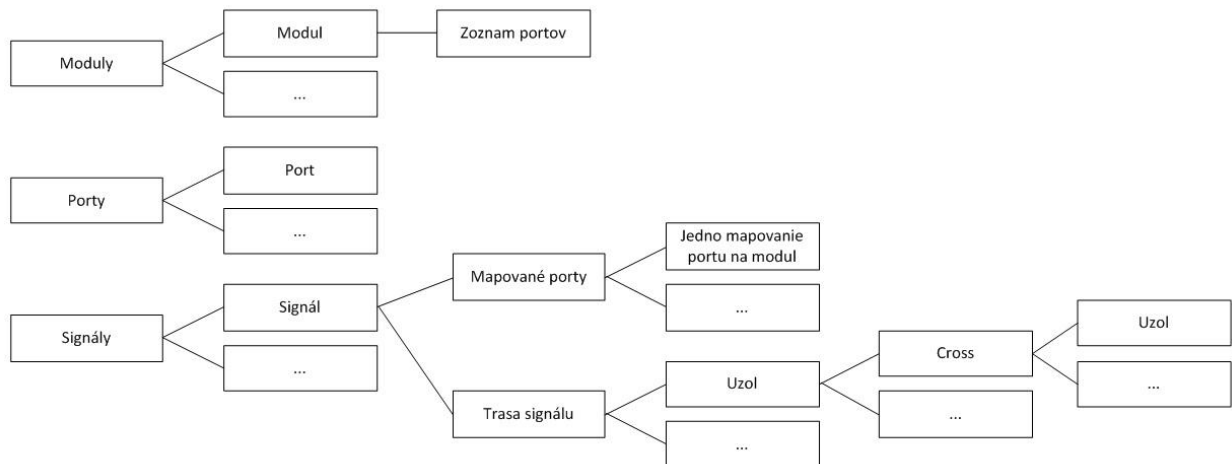 Modul
Zoznam portov
Moduly
...
Port
Porty
...
Jedno mapovanie
portu na modul
Mapované porty
Signál
...
Signály
Uzol
Cross
...
Uzol
...
Trasa signálu
...
...